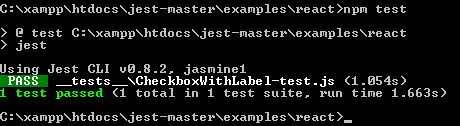 C:\xampp\htdocs\jest-master\examples\react>npm test
> @ test C:\xampp\htdocs\jest-master\examples\react
> jest
Using Jest CLI v0.8.2, jasmine1
PASS __tests__\CheckboxWithLabel-test.js (1.054s)
1 test passed (1 total in 1 test suite, run time 1.663s)
C:\xampp\htdocs\jest-master\examples\react>_